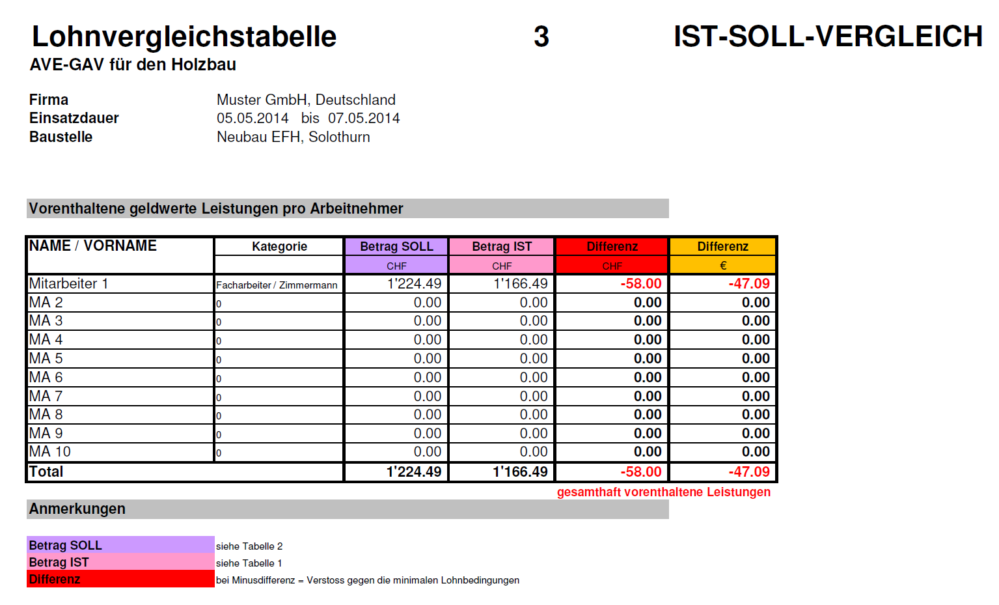 Lohnvergleichstabelle 3 IST-SOLL-VERGLEICH
AVE-GAV für den Holzbau
Firma Muster GmbH, Deutschland
Einsatzdauer 05.05.2014 bis 07.05.2014
Baustelle Neubau EFH, Solothurn
Vorenthaltene geldwerte Leistungen pro Arbeitnehmer
NAME / VORNAME Kategorie Betrag SOLL Betrag IST Differenz Differenz
CHF CHF CHF €
Mitarbeiter 1 Facharbeiter / Zimmermann 1'224.49 1'166.49 -58.00 -47.09
MA 2 0 0.00 0.00 0.00 0.00
MA 3 0 0.00 0.00 0.00 0.00
MA 4 0 0.00 0.00 0.00 0.00
MA 5 0 0.00 0.00 0.00 0.00
MA 6 0 0.00 0.00 0.00 0.00
MA 7 0 0.00 0.00 0.00 0.00
MA 8 0 0.00 0.00 0.00 0.00
MA 9 0 0.00 0.00 0.00 0.00
MA 10 0 0.00 0.00 0.00 0.00
Total 1'224.49 1'166.49 -58.00 -47.09
gesamthaft vorenthaltene Leistungen
Anmerkungen
Betrag SOLL siehe Tabelle 2
Betrag IST siehe Tabelle 1
Differenz bei Minusdifferenz = Verstoss gegen die minimalen Lohnbedingungen